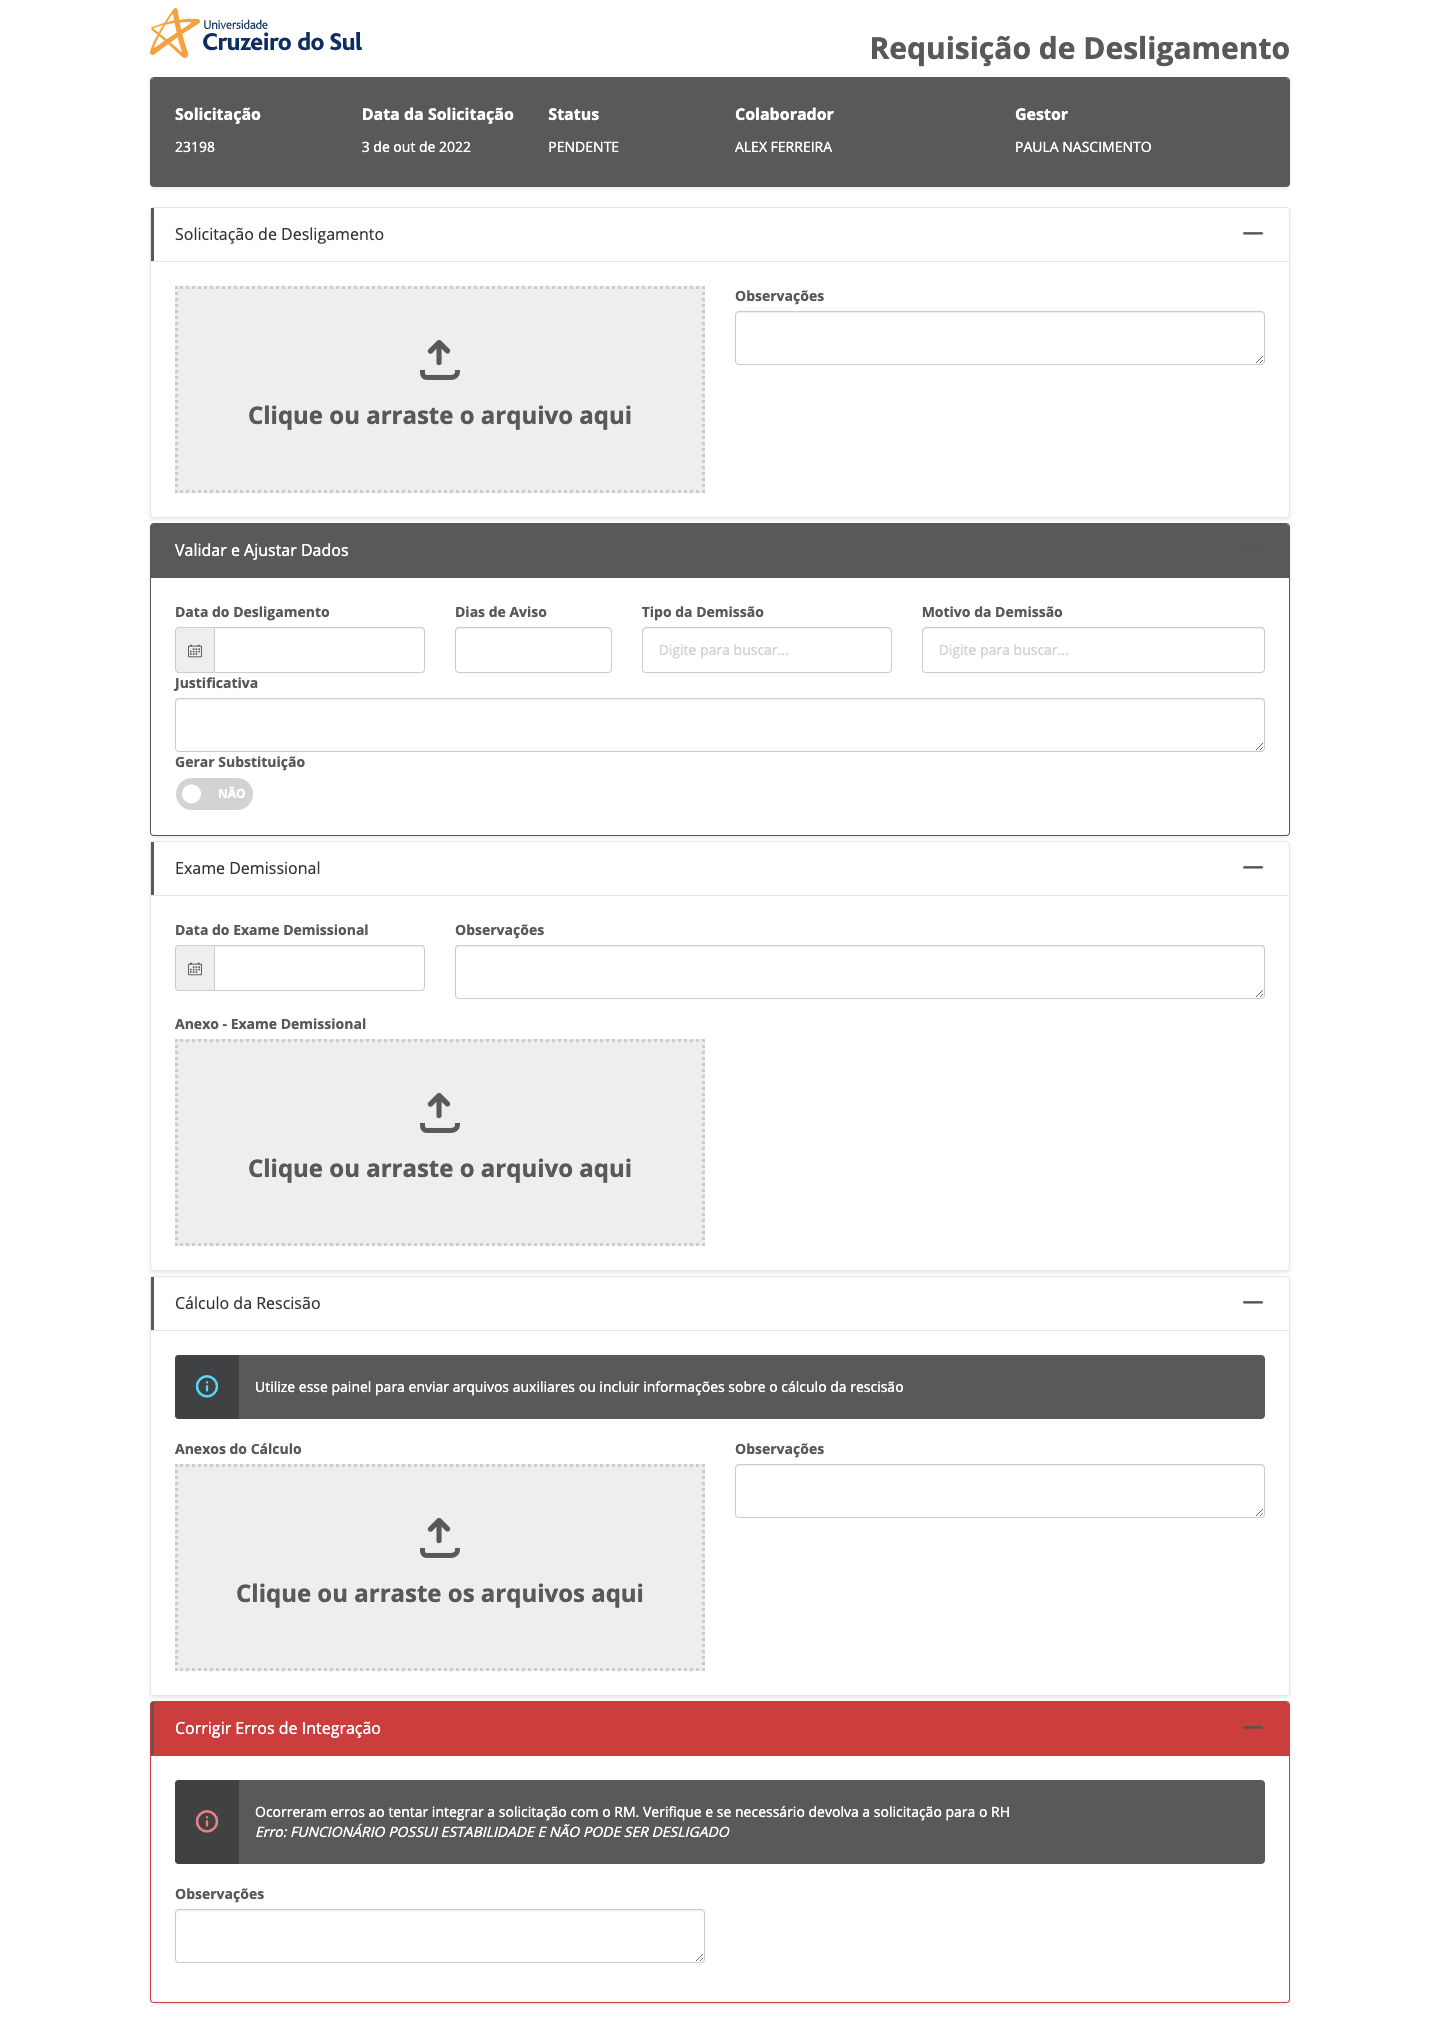 Universidade
Cruzeiro do Sul
Requisição de Desligamento
Solicitação
Data da Solicitação
Status
Colaborador
Gestor
23198
3 de out de 2022
PENDENTE
ALEX FERREIRA
PAULA NASCIMENTO
Solicitação de Desligamento
Clique ou arraste o arquivo aqui
Observações
Validar e Ajustar Dados
Data do Desligamento
Dias de Aviso
Tipo da Demissão
Motivo da Demissão
Digite para buscar...
Digite para buscar...
Justificativa
Gerar Substituição
NÃO
Exame Demissional
Data do Exame Demissional
Observações
Anexo - Exame Demissional
Clique ou arraste o arquivo aqui
Cálculo da Rescisão
Utilize esse painel para enviar arquivos auxiliares ou incluir informações sobre o cálculo da rescisão
Anexos do Cálculo
Observações
Clique ou arraste os arquivos aqui
Corrigir Erros de Integração
Ocorreram erros ao tentar integrar a solicitação com o RM. Verifique e se necessário devolva a solicitação para o RH
Erro: FUNCIONÁRIO POSSUI ESTABILIDADE E NÃO PODE SER DESLIGADO
Observações